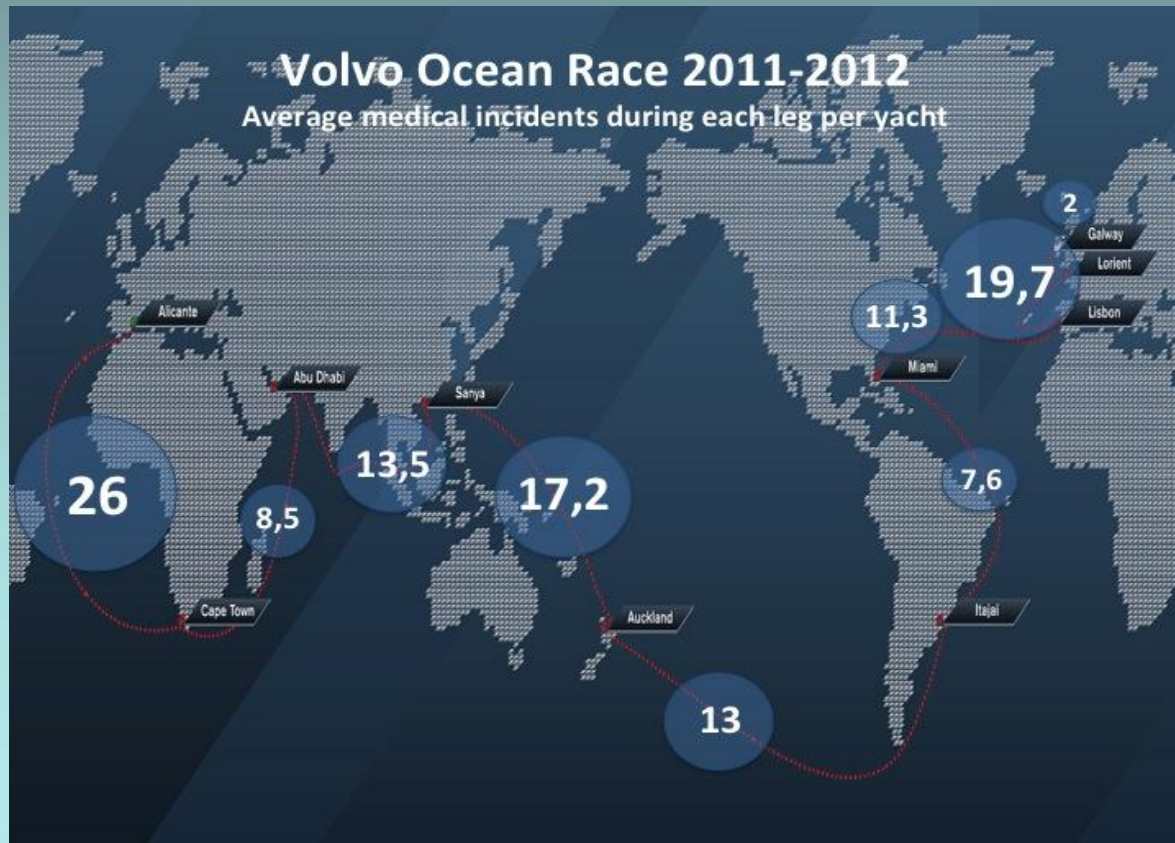 Volvo Ocean Race 2011-2012
Average medical incidents during each leg per yacht
2
Galway
19,7
Lorient
11,3
Lisbon
Alicante
Miami
Abu Dhabi
Sanya
13,5
7,6
26
17,2
8,5
Cape Town
Auckland
Itajai
13